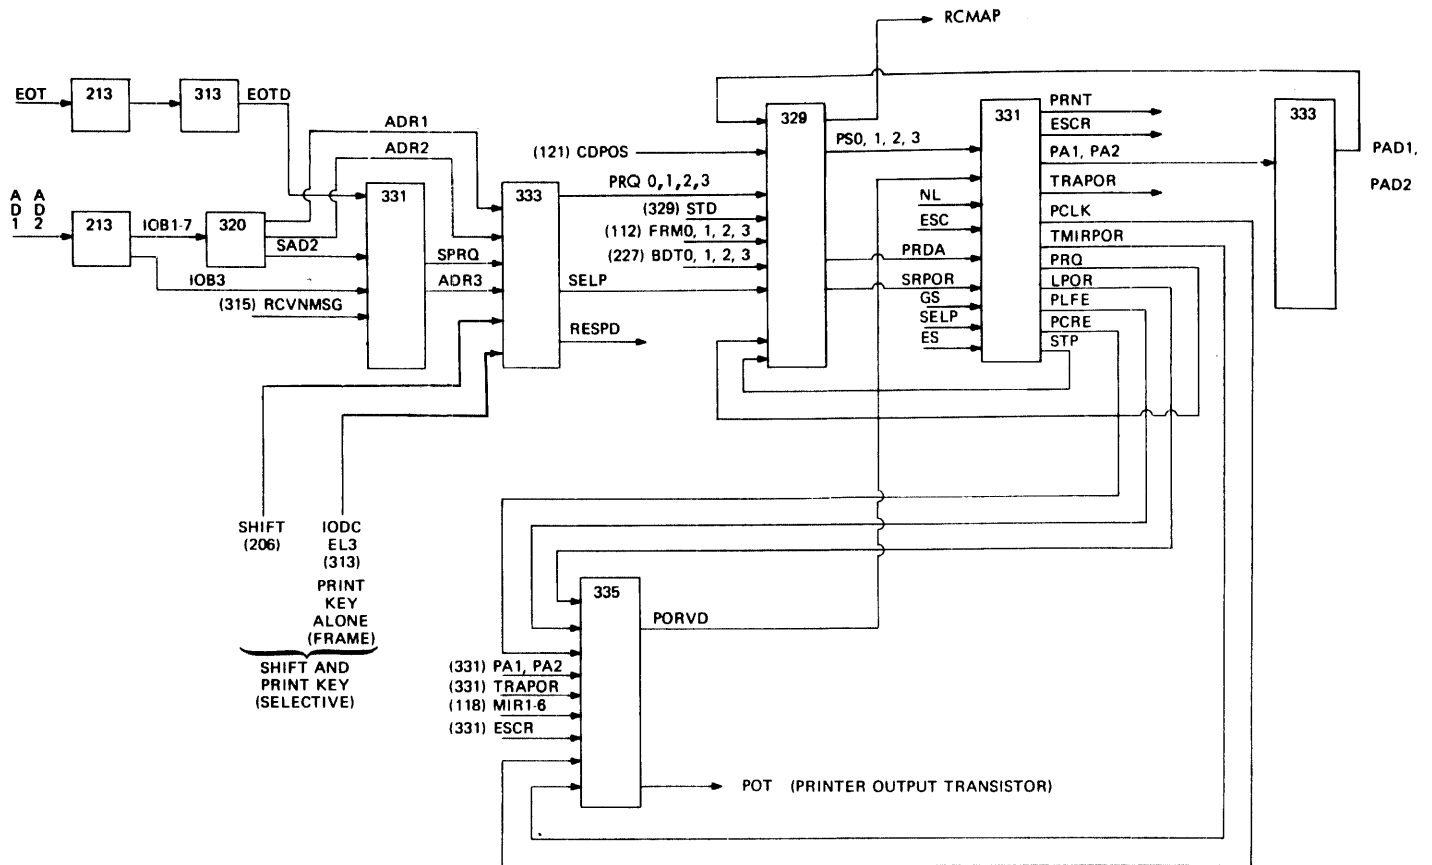 RCMAP
EOT
213
313
EOTD
ADR1
ADR2
329
331
333
PRNT
ESCR
PA1, PA2
TRAPOR
PCLK
TMIRPOR
PRQ
LPOR
PLFE
PCRE
STP
PAD1,
PAD2
(121) CDPOS
PS0, 1, 2, 3
AD1
AD2
213
IOB1-7
320
SAD2
IOB3
(315) RCVNMSG
331
SPRQ
ADR3
333
PRQ 0,1,2,3
(329) STD
(112) FRM0, 1, 2, 3
(227) BDT0, 1, 2, 3
SELP
RESPD
NL
ESC
PRDA
SRPOR
GS
SELP
ES
SHIFT
(206)
IODC
EL3
(313)
PRINT
KEY
ALONE
(FRAME)
SHIFT AND
PRINT KEY
(SELECTIVE)
335
PORVD
(331) PA1, PA2
(331) TRAPOR
(118) MIR1-6
(331) ESCR
POT (PRINTER OUTPUT TRANSISTOR)